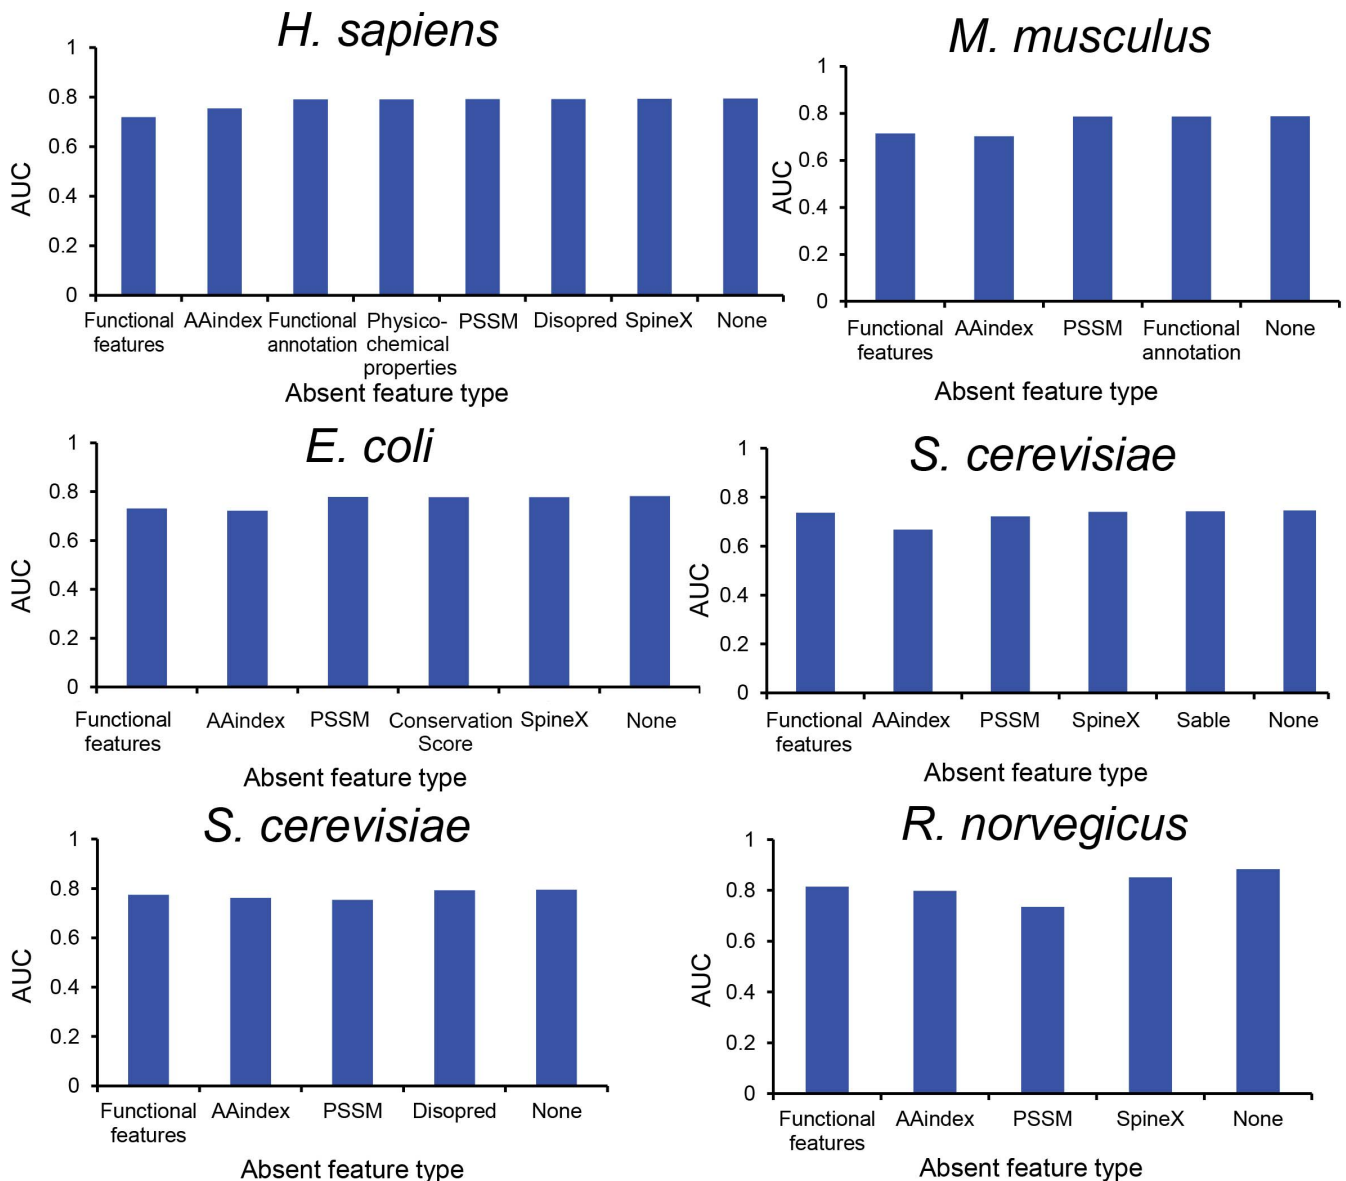 H. sapiens
1
0.8
0.6
0.4
0.2
0
AUC
Functional features
AAindex
Functional annotation
Physico-chemical properties
PSSM
Disopred
SpineX
None
Absent feature type
M. musculus
1
0.8
0.6
0.4
0.2
0
AUC
Functional features
AAindex
PSSM
Functional annotation
None
Absent feature type
E. coli
1
0.8
0.6
0.4
0.2
0
AUC
Functional features
AAindex
PSSM
Conservation Score
SpineX
None
Absent feature type
S. cerevisiae
1
0.8
0.6
0.4
0.2
0
AUC
Functional features
AAindex
PSSM
SpineX
Sable
None
Absent feature type
S. cerevisiae
1
0.8
0.6
0.4
0.2
0
AUC
Functional features
AAindex
PSSM
Disopred
None
Absent feature type
R. norvegicus
1
0.8
0.6
0.4
0.2
0
AUC
Functional features
AAindex
PSSM
SpineX
None
Absent feature type